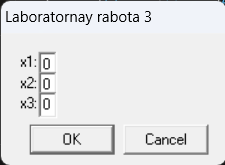 Laboratornay rabota 3
x1: 0
x2: 0
x3: 0
OK Cancel